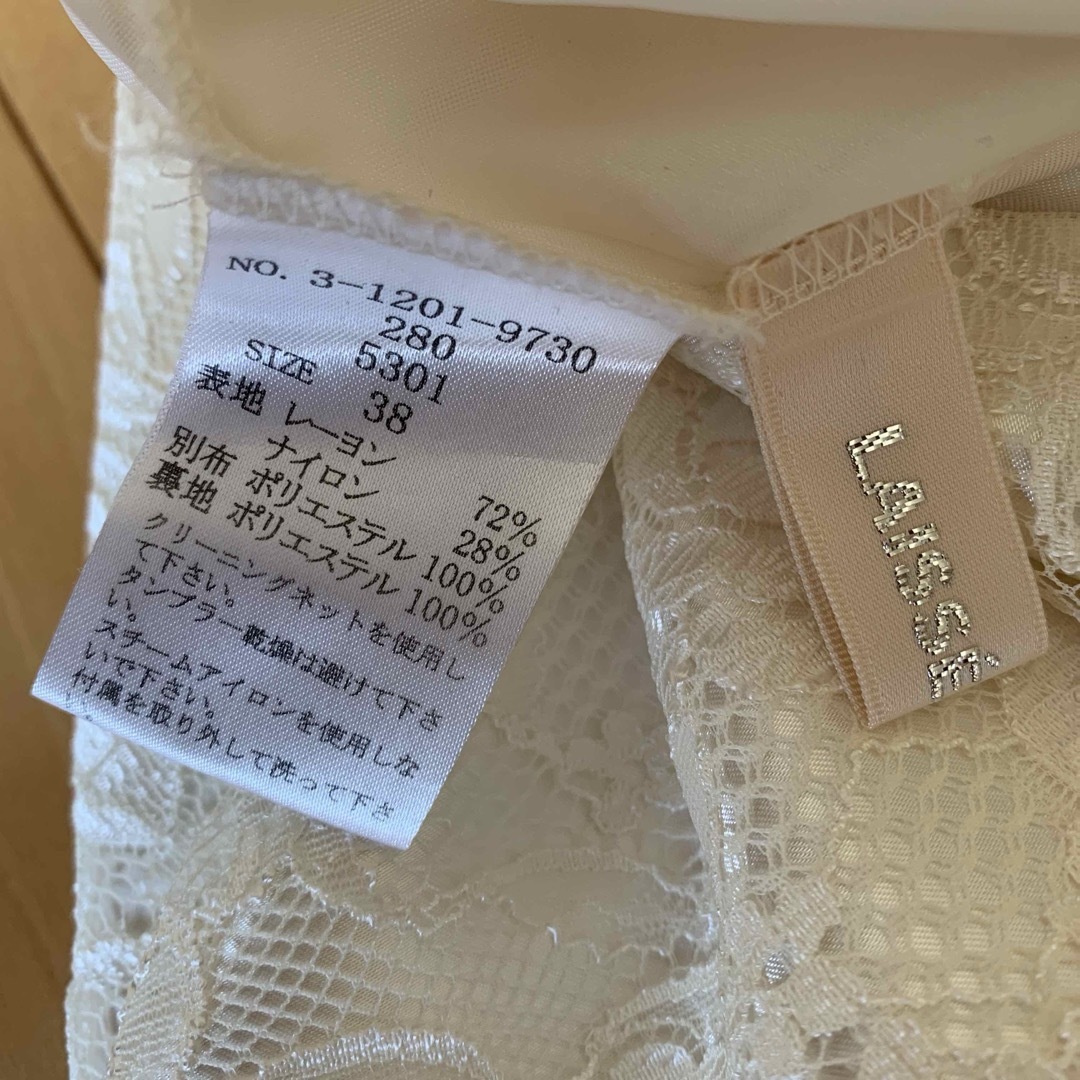 NO. 3-1201-9730
280
5301
SIZE 38
表地 レーヨン 72%
ナイロン 28%
別布 ポリエステル 100%
裏地 ポリエステル 100%
クリーニングネットを使用し
て下さい。
タンブラー乾燥は避けて下さ
い。
スチームアイロンを使用しな
いで下さい。
付属を取り外して洗って下さ
LAISSÉ